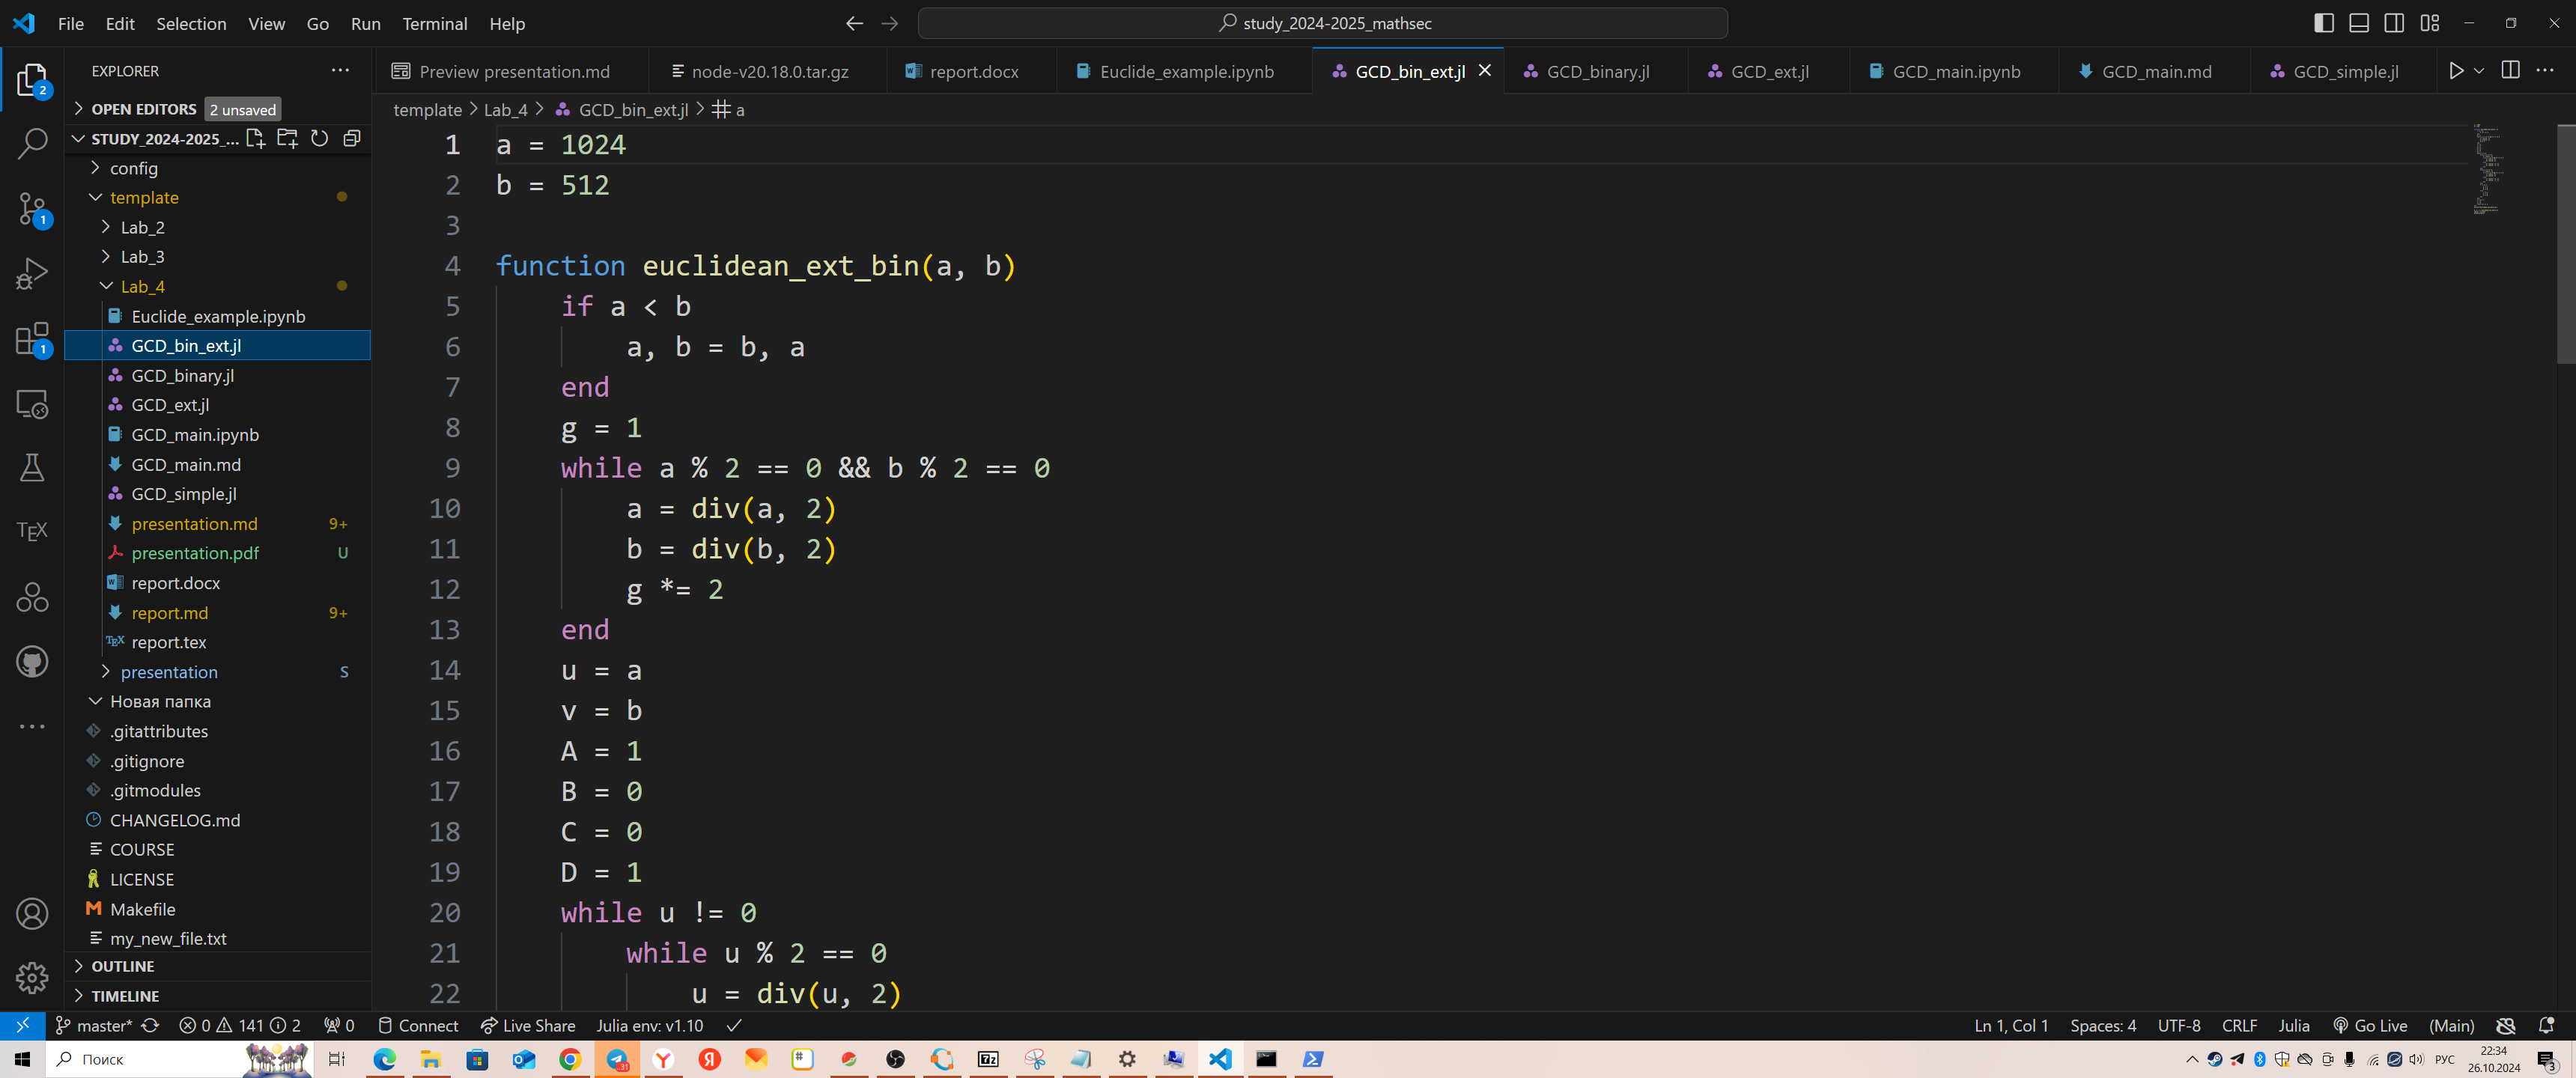 File Edit Selection View Go Run Terminal Help
study_2024-2025_mathsec
EXPLORER
OPEN EDITORS 2 unsaved
STUDY_2024-2025_...
config
template
Lab_2
Lab_3
Lab_4
Euclide_example.ipynb
GCD_bin_ext.jl
GCD_binary.jl
GCD_ext.jl
GCD_main.ipynb
GCD_main.md
GCD_simple.jl
presentation.md 9+
presentation.pdf U
report.docx
report.md 9+
report.tex
presentation S
Новая папка
.gitattributes
.gitignore
.gitmodules
CHANGELOG.md
COURSE
LICENSE
Makefile
my_new_file.txt
OUTLINE
TIMELINE
2
1
1
TEX
Preview presentation.md node-v20.18.0.tar.gz report.docx Euclide_example.ipynb GCD_bin_ext.jl GCD_binary.jl GCD_ext.jl GCD_main.ipynb GCD_main.md GCD_simple.jl
template > Lab_4 > GCD_bin_ext.jl > a
1 a = 1024
2 b = 512
3
4 function euclidean_ext_bin(a, b)
5 if a < b
6 a, b = b, a
7 end
8 g = 1
9 while a % 2 == 0 && b % 2 == 0
10 a = div(a, 2)
11 b = div(b, 2)
12 g *= 2
13 end
14 u = a
15 v = b
16 A = 1
17 B = 0
18 C = 0
19 D = 1
20 while u != 0
21 while u % 2 == 0
22 u = div(u, 2)
master* 0 141 2 0 Connect Live Share Julia env: v1.10 Ln 1, Col 1 Spaces: 4 UTF-8 CRLF Julia Go Live (Main)
Поиск РУС 22:34
26.10.2024